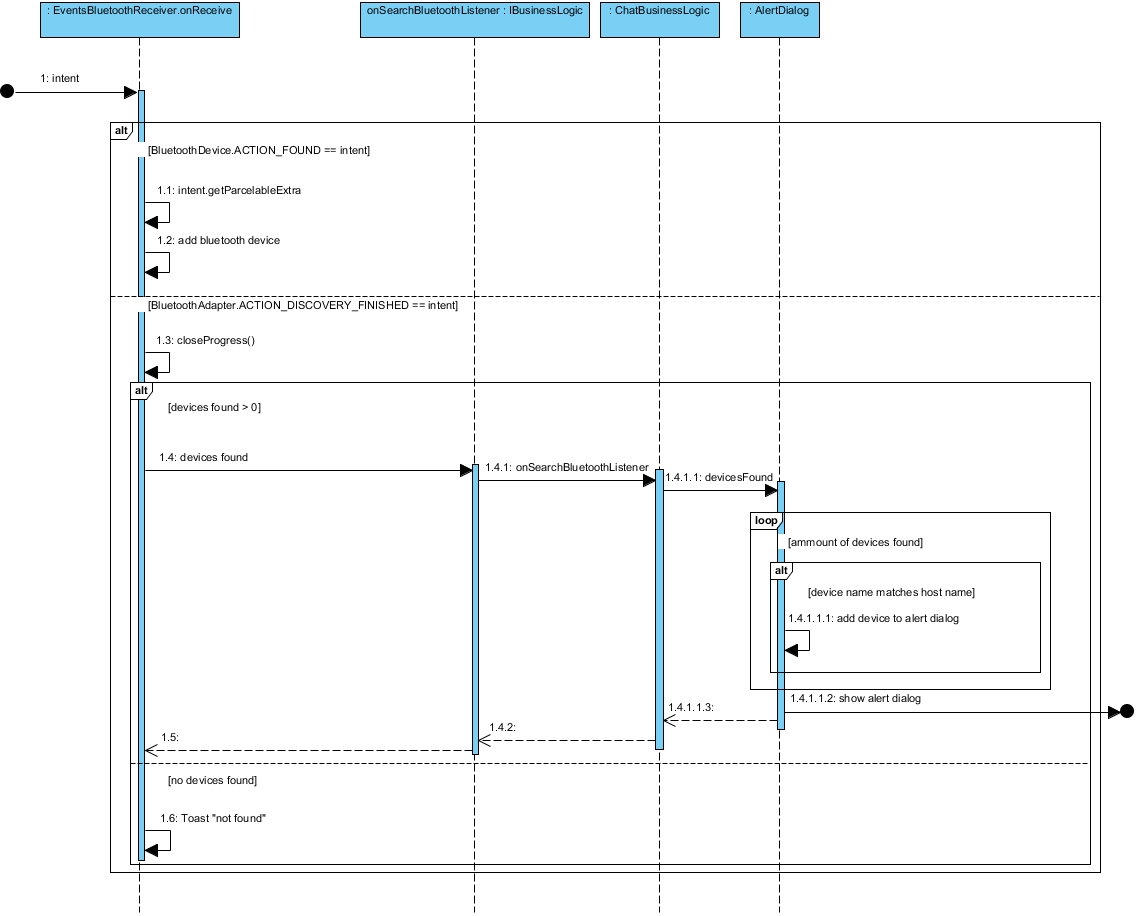 : EventsBluetoothReceiver.onReceive
onSearchBluetoothListener : IBusinessLogic
: ChatBusinessLogic
: AlertDialog
1: intent
alt
[BluetoothDevice.ACTION_FOUND == intent]
1.1: intent.getParcelableExtra
1.2: add bluetooth device
[BluetoothAdapter.ACTION_DISCOVERY_FINISHED == intent]
1.3: closeProgress()
alt
[devices found > 0]
1.4: devices found
1.4.1: onSearchBluetoothListener
1.4.1.1: devicesFound
loop
[ammount of devices found]
alt
[device name matches host name]
1.4.1.1.1: add device to alert dialog
1.4.1.1.2: show alert dialog
1.4.1.1.3:
1.4.2:
1.5:
[no devices found]
1.6: Toast "not found"